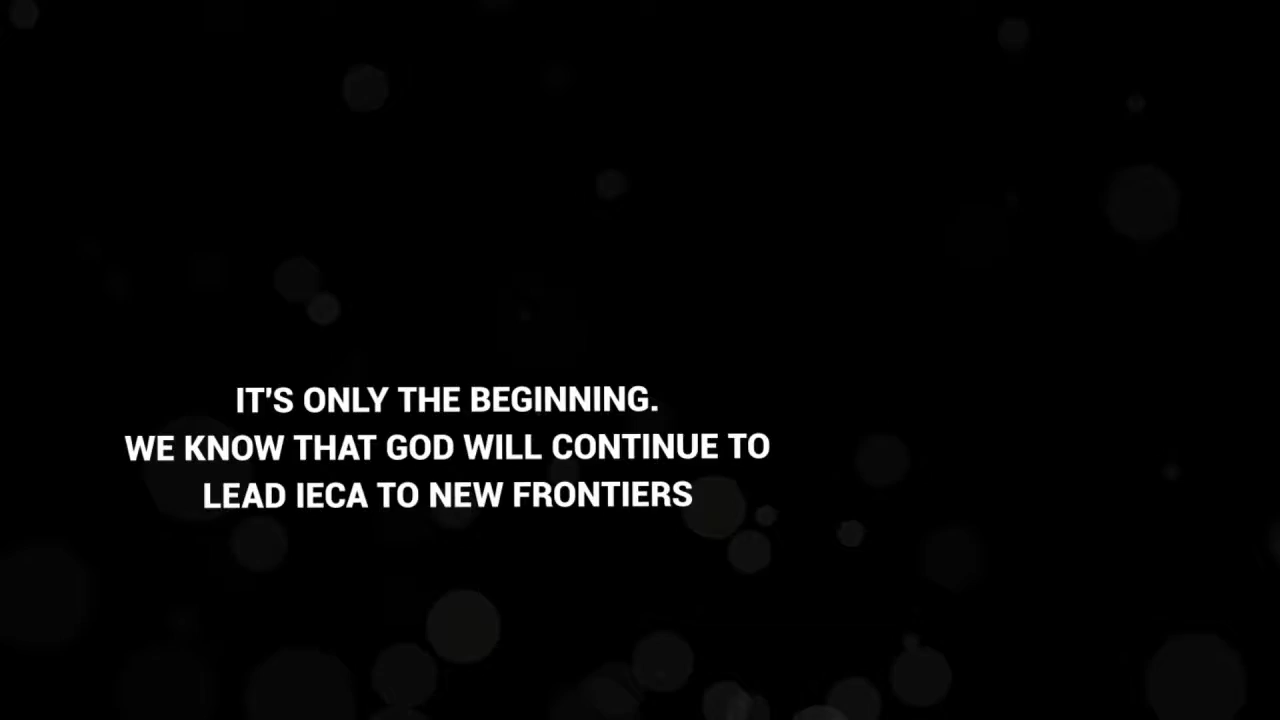 IT'S ONLY THE BEGINNING.
WE KNOW THAT GOD WILL CONTINUE TO
LEAD IECA TO NEW FRONTIERS